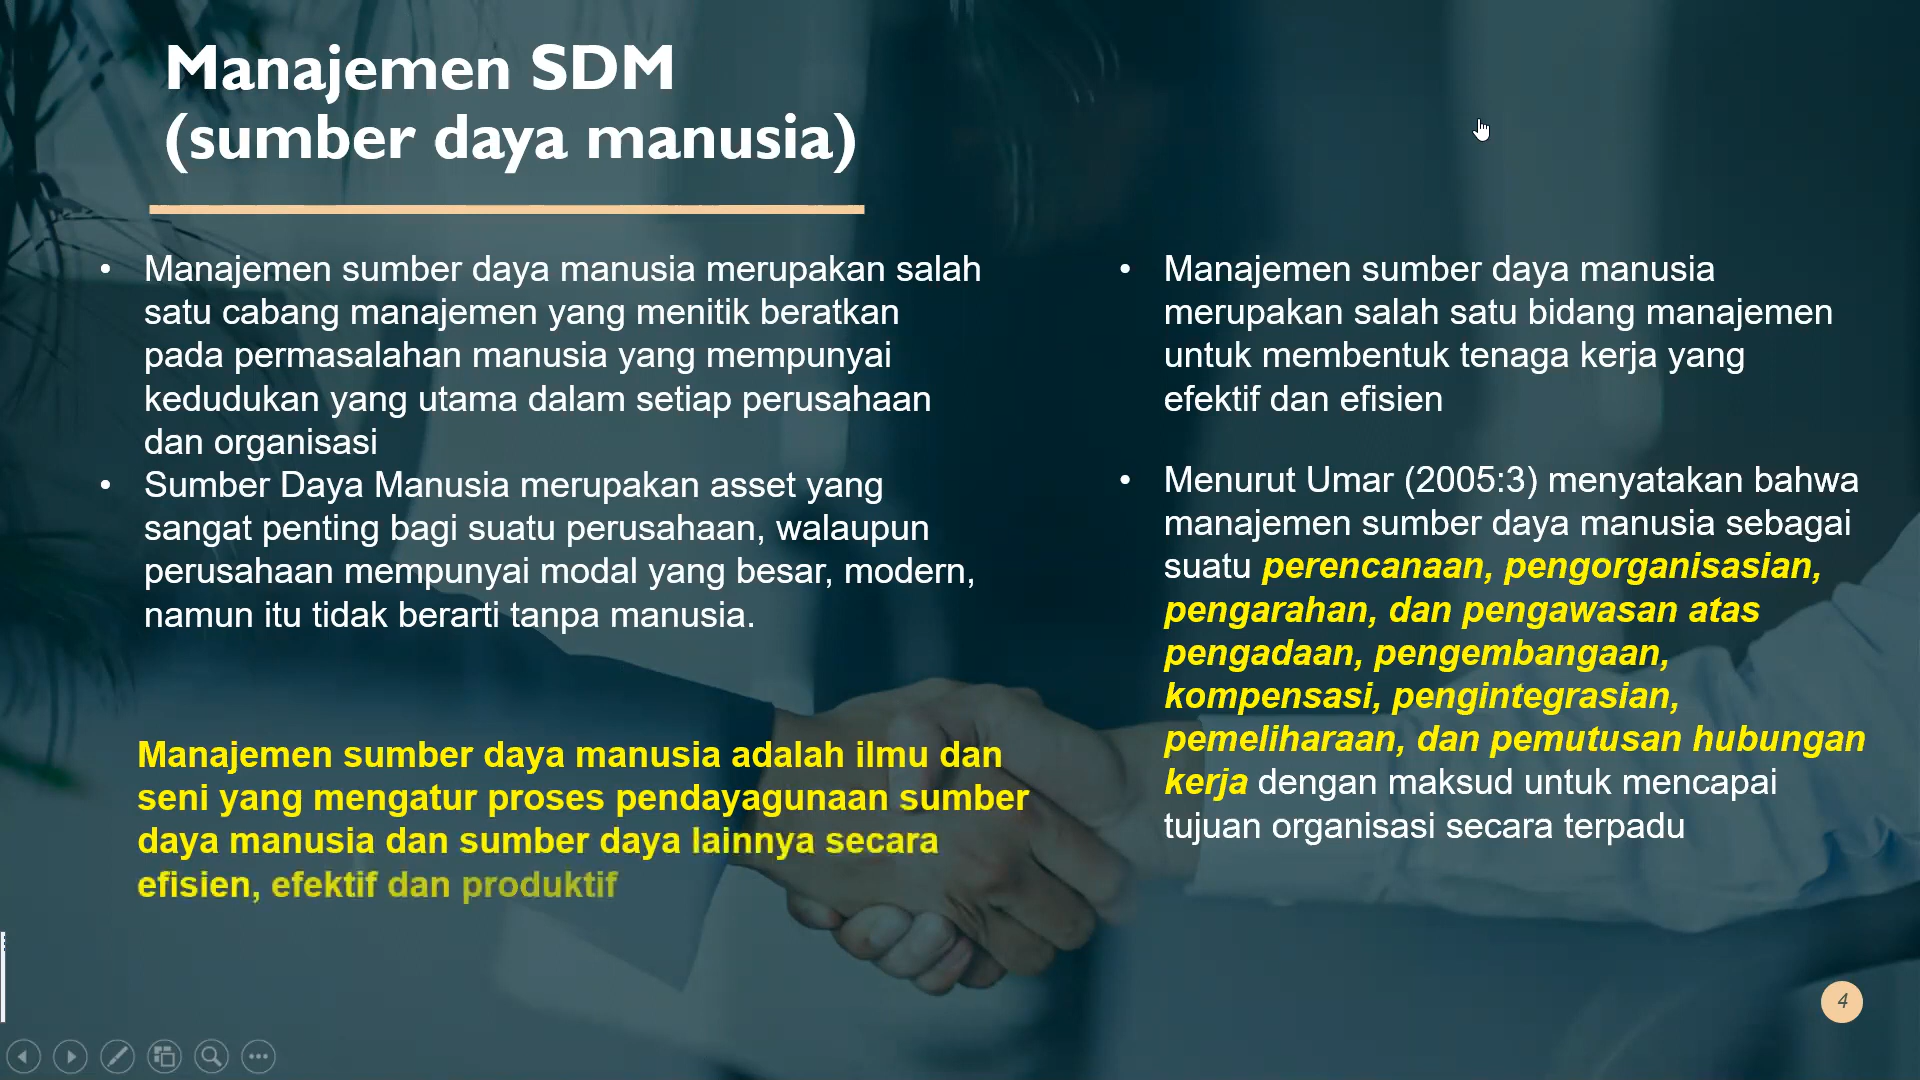 Manajemen SDM
(sumber daya manusia)
• Manajemen sumber daya manusia merupakan salah
satu cabang manajemen yang menitik beratkan
pada permasalahan manusia yang mempunyai
kedudukan yang utama dalam setiap perusahaan
dan organisasi
• Sumber Daya Manusia merupakan asset yang
sangat penting bagi suatu perusahaan, walaupun
perusahaan mempunyai modal yang besar, modern,
namun itu tidak berarti tanpa manusia.
Manajemen sumber daya manusia adalah ilmu dan
seni yang mengatur proses pendayagunaan sumber
daya manusia dan sumber daya lainnya secara
efisien, efektif dan produktif
• Manajemen sumber daya manusia
merupakan salah satu bidang manajemen
untuk membentuk tenaga kerja yang
efektif dan efisien
• Menurut Umar (2005:3) menyatakan bahwa
manajemen sumber daya manusia sebagai
suatu perencanaan, pengorganisasian,
pengarahan, dan pengawasan atas
pengadaan, pengembangaan,
kompensasi, pengintegrasian,
pemeliharaan, dan pemutusan hubungan
kerja dengan maksud untuk mencapai
tujuan organisasi secara terpadu
4